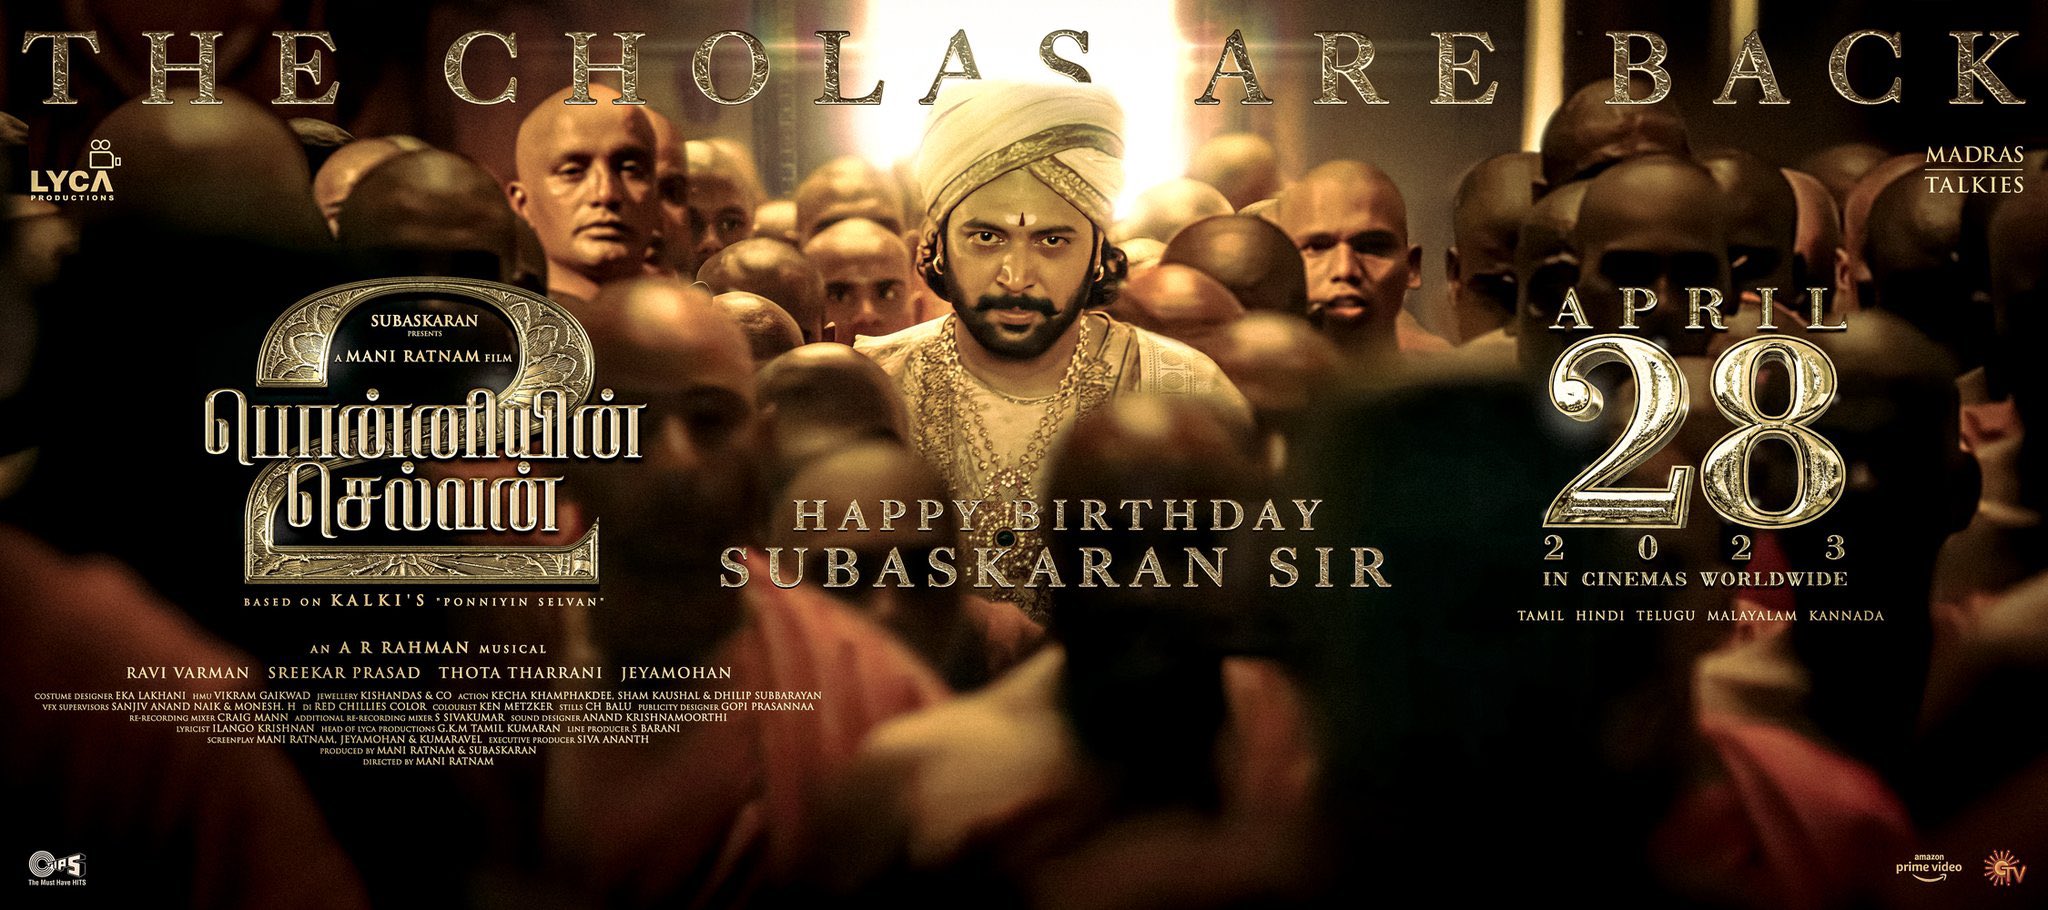 THE CHOLAS ARE BACK
LYCA
PRODUCTIONS
MADRAS
TALKIES
SUBASKARAN
PRESENTS
A MANI RATNAM FILM
2
பொன்னியின்
செல்வன்
BASED ON KALKI'S "PONNIYIN SELVAN"
AN A R RAHMAN MUSICAL
RAVI VARMAN SREEKAR PRASAD THOTA THARRANI JEYAMOHAN
COSTUME DESIGNER EKA LAKHANI HMU VIKRAM GAIKWAD JEWELLERY KISHANDAS & CO ACTION KECHA KHAMPHAKDEE, SHAM KAUSHAL & DHILIP SUBBARAYAN
VFX SUPERVISORS SANJIV ANAND NAIK & MONESH. H DI RED CHILLIES COLOR COLOURIST KEN METZKER STILLS CH BALU PUBLICITY DESIGNER GOPI PRASANNAA
RE-RECORDING MIXER CRAIG MANN ADDITIONAL RE-RECORDING MIXER S SIVAKUMAR SOUND DESIGNER ANAND KRISHNAMOORTHI
LYRICIST ILANGO KRISHNAN HEAD OF LYCA PRODUCTIONS G.K.M TAMIL KUMARAN LINE PRODUCER S BARANI
SCREENPLAY MANI RATNAM, JEYAMOHAN & KUMARAVEL EXECUTIVE PRODUCER SIVA ANANTH
PRODUCED BY MANI RATNAM & SUBASKARAN
DIRECTED BY MANI RATNAM
HAPPY BIRTHDAY
SUBASKARAN SIR
APRIL
28
2023
IN CINEMAS WORLDWIDE
TAMIL HINDI TELUGU MALAYALAM KANNADA
TIPS
The Must Have HITS
amazon
prime video
TV